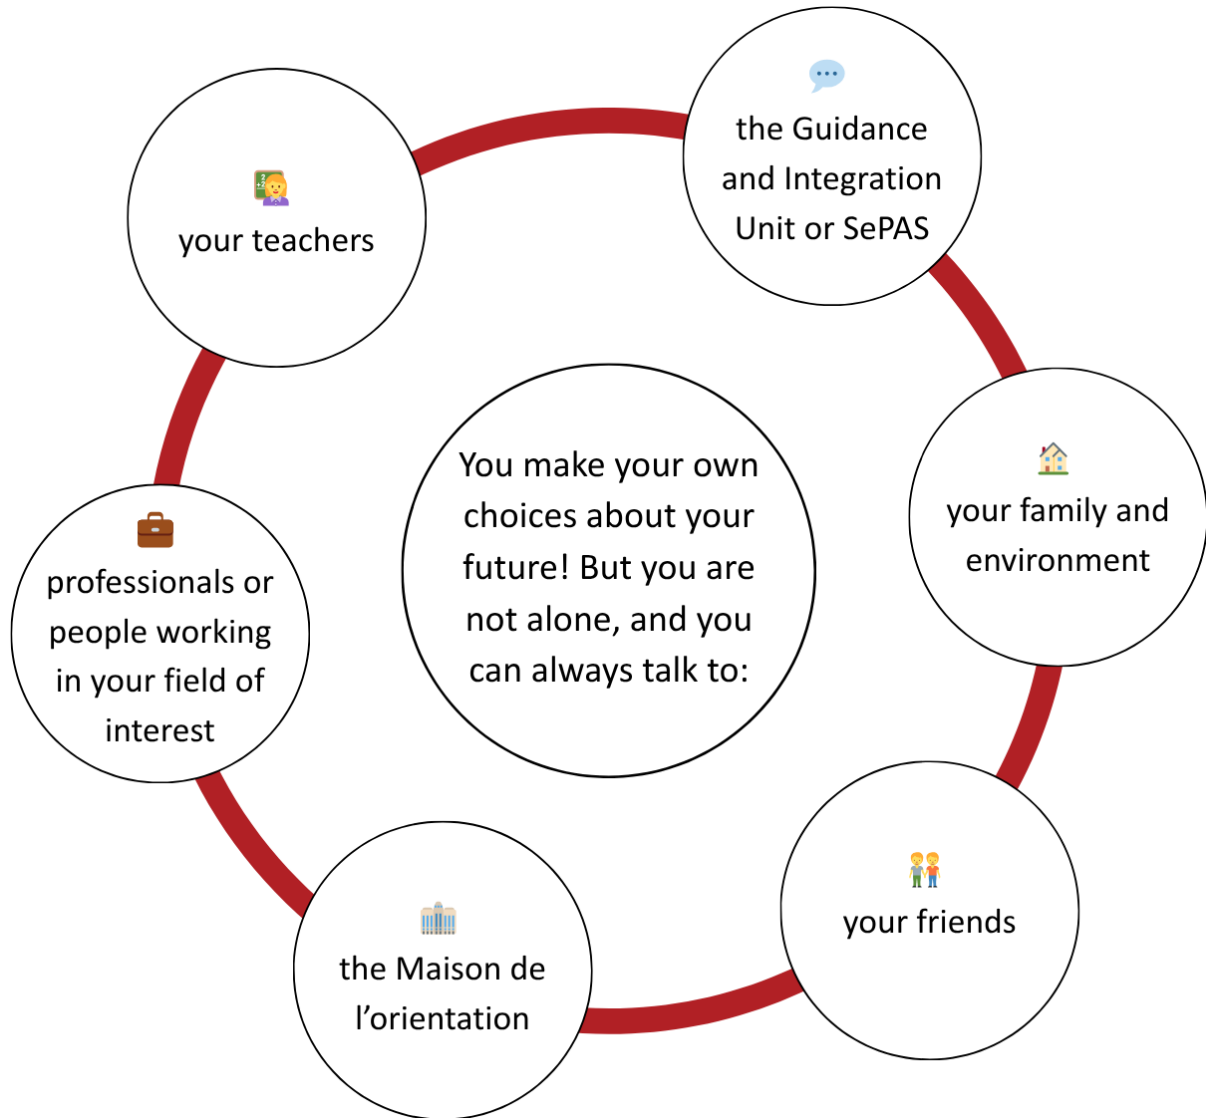 You make your own
choices about your
future! But you are
not alone, and you
can always talk to:
the Guidance
and Integration
Unit or SePAS
your family and
environment
your friends
the Maison de
l’orientation
professionals or
people working
in your field of
interest
your teachers